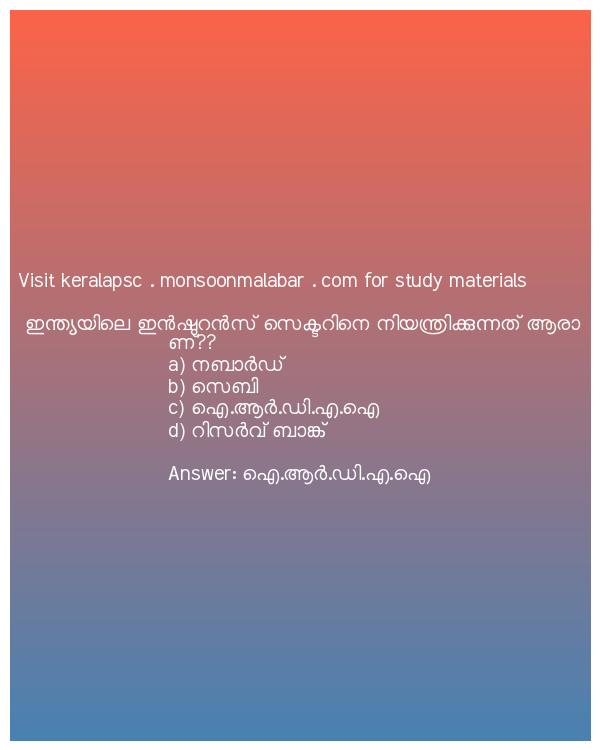 Visit keralapsc . monsoonmalabar . com for study materials
ഇന്ത്യയിലെ ഇൻഷുറൻസ് സെക്ടറിനെ നിയന്ത്രിക്കുന്നത് ആരാ
ണ്??
a) നബാർഡ്
b) സെബി
c) ഐ.ആർ.ഡി.എ.ഐ
d) റിസർവ് ബാങ്ക്
Answer: ഐ.ആർ.ഡി.എ.ഐ